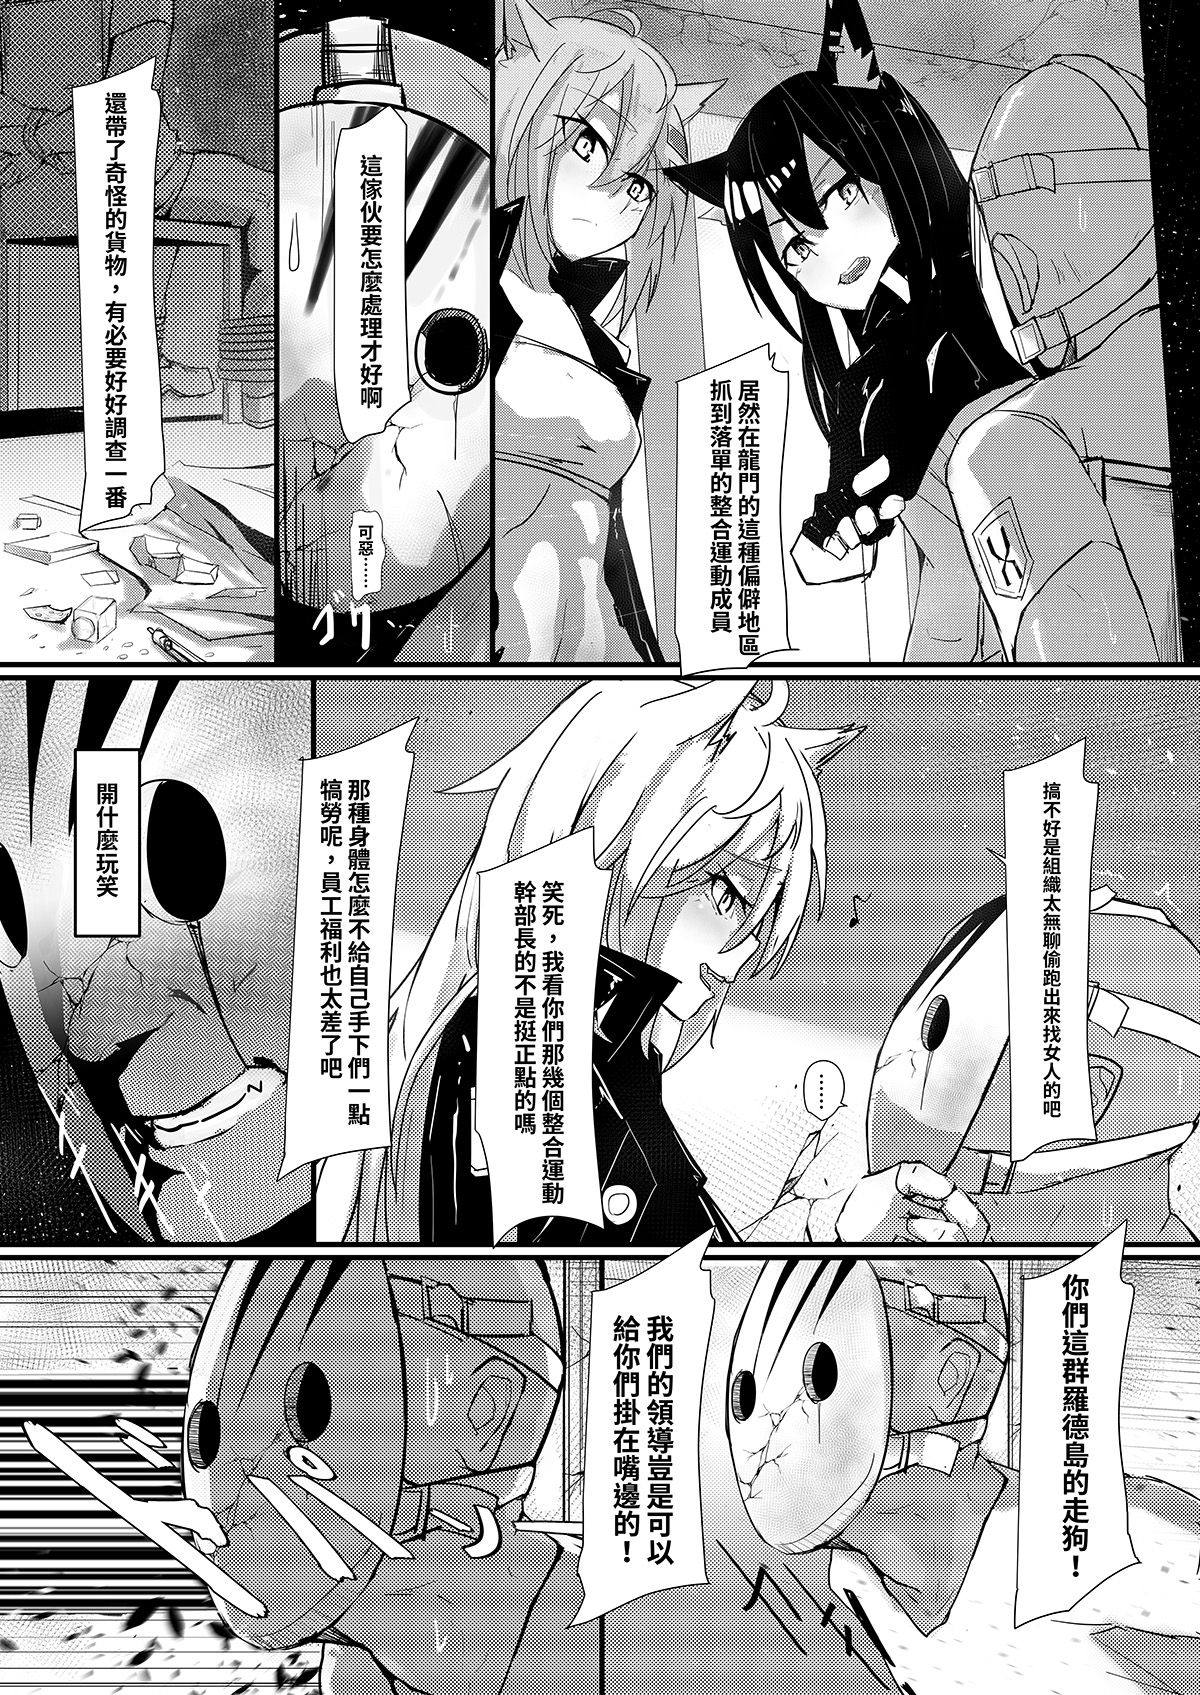 居然在龍門的這種偏僻地區
抓到落單的整合運動成員
這傢伙要怎麼處理才好啊
可惡……
ゴク
還帶了奇怪的貨物，有必要好好調查一番
搞不好是組織太無聊偷跑出來找女人的吧
……
笑死，我看你們那幾個整合運動
幹部長的不是挺正點的嗎
那種身體怎麼不給自己手下們一點
犒勞呢，員工福利也太差了吧
開什麼玩笑
你們這群羅德島的走狗！
我們的領導豈是可以
給你們掛在嘴邊的！